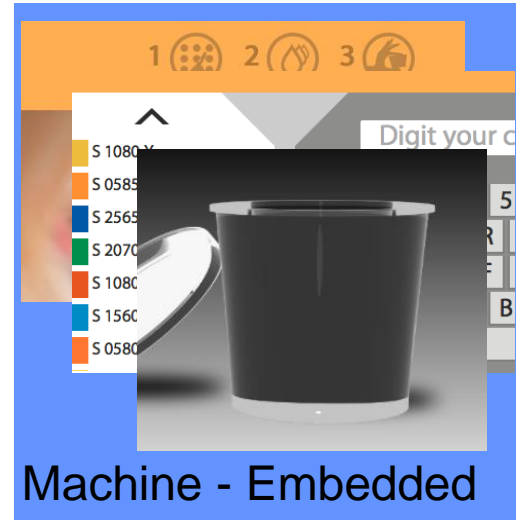 1 2 3
Digit your c
S 1080 Y
S 0585
5
S 2565
S 2070
R
S 1080
F
S 1560
B
S 0580
Machine - Embedded